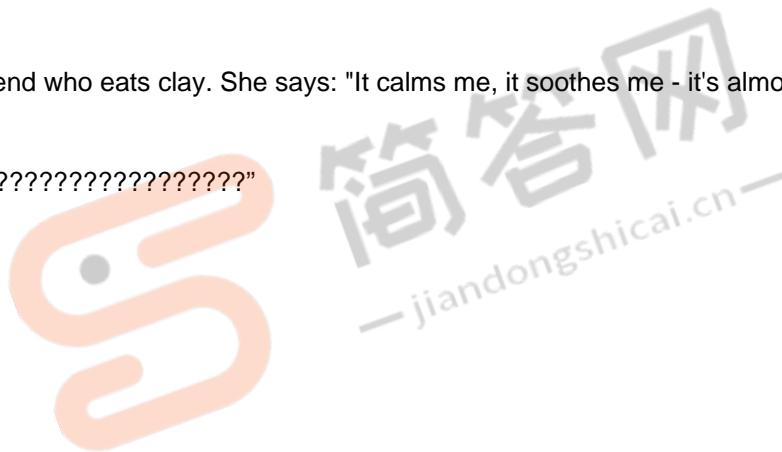 end who eats clay. She says: "It calms me, it soothes me - it's almo
?????????????????”
简答网
jiandongshicai.cn